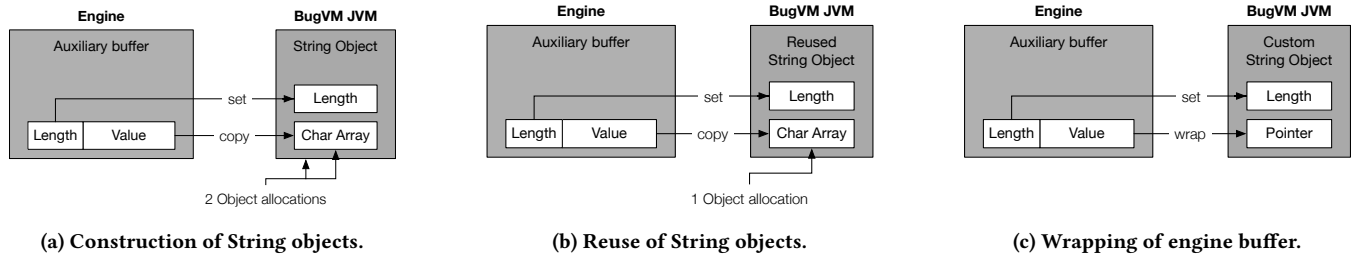 Engine
BugVM JVM
Auxiliary buffer
String Object
set
Length
Length
Value
copy
Char Array
2 Object allocations
(a) Construction of String objects.
Engine
BugVM JVM
Auxiliary buffer
Reused
String Object
set
Length
Length
Value
copy
Char Array
1 Object allocation
(b) Reuse of String objects.
Engine
BugVM JVM
Auxiliary buffer
Custom
String Object
set
Length
Length
Value
wrap
Pointer
(c) Wrapping of engine buffer.